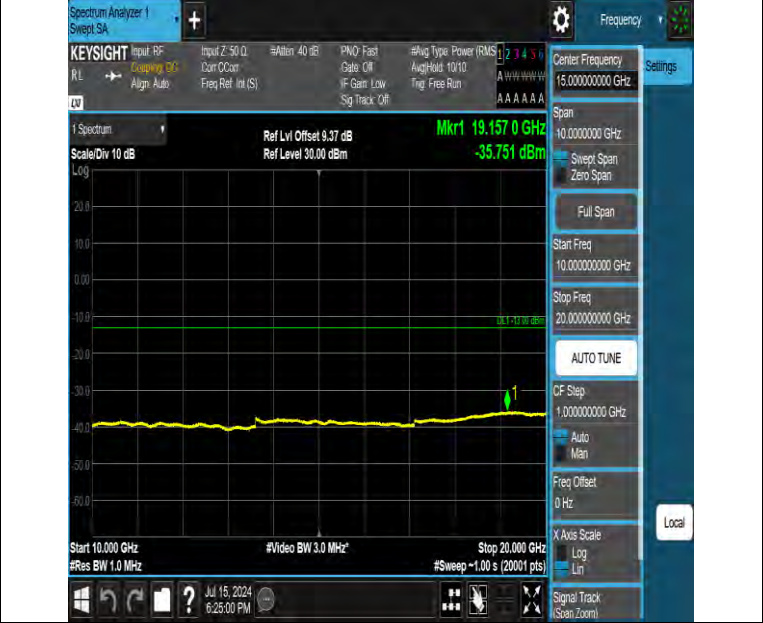 Spectrum Analyzer 1
Swept SA
Frequency
KEYSIGHT
RL
LXI
Input: RF
Coupling: DC
Align: Auto
Input Z: 50 Ω
Corr CCorr
Freq Ref: Int (S)
#Atten: 40 dB
PNO: Fast
Gate: Off
IF Gain: Low
Sig Track: Off
#Avg Type: Power (RMS
Avg|Hold: 10/10
Trig: Free Run
1 2 3 4 5 6
A W W W W W
A A A A A A
1 Spectrum
Scale/Div 10 dB
Log
Ref Lvl Offset 9.37 dB
Ref Level 30.00 dBm
Mkr1 19.157 0 GHz
-35.751 dBm
20.0
10.0
0.00
-10.0
-20.0
-30.0
-40.0
-50.0
-60.0
DL1 -13.00 dBm
1
Start 10.000 GHz
#Res BW 1.0 MHz
#Video BW 3.0 MHz*
Stop 20.000 GHz
#Sweep ~1.00 s (20001 pts)
Center Frequency
15.000000000 GHz
Settings
Span
10.0000000 GHz
Swept Span
Zero Span
Full Span
Start Freq
10.000000000 GHz
Stop Freq
20.000000000 GHz
AUTO TUNE
CF Step
1.000000000 GHz
Auto
Man
Freq Offset
0 Hz
X Axis Scale
Log
Lin
Signal Track
(Span Zoom)
Local
Jul 15, 2024
6:25:00 PM